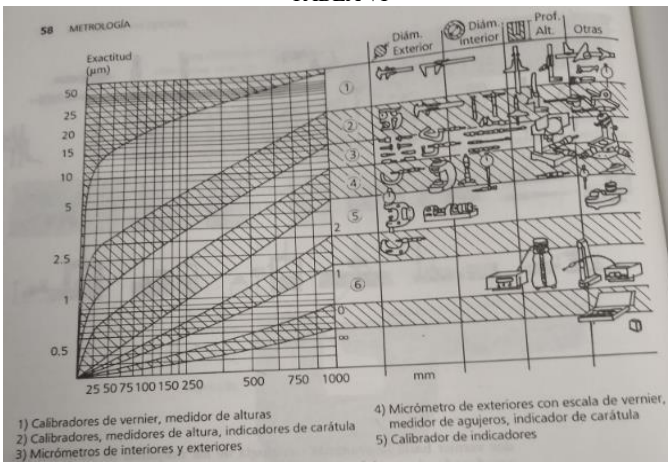 58 METROLOGÍA
Exactitud
(µm)
Diám.
Exterior
Diám.
Interior
Prof.
Alt.
Otras
50
25
20
15
10
5
2.5
1
0.5
1
2
3
4
5
2
1
6
0
∞
25 50 75 100 150 250 500 750 1000 mm
1) Calibradores de vernier, medidor de alturas
2) Calibradores, medidores de altura, indicadores de carátula
3) Micrómetros de interiores y exteriores
4) Micrómetro de exteriores con escala de vernier,
medidor de agujeros, indicador de carátula
5) Calibrador de indicadores